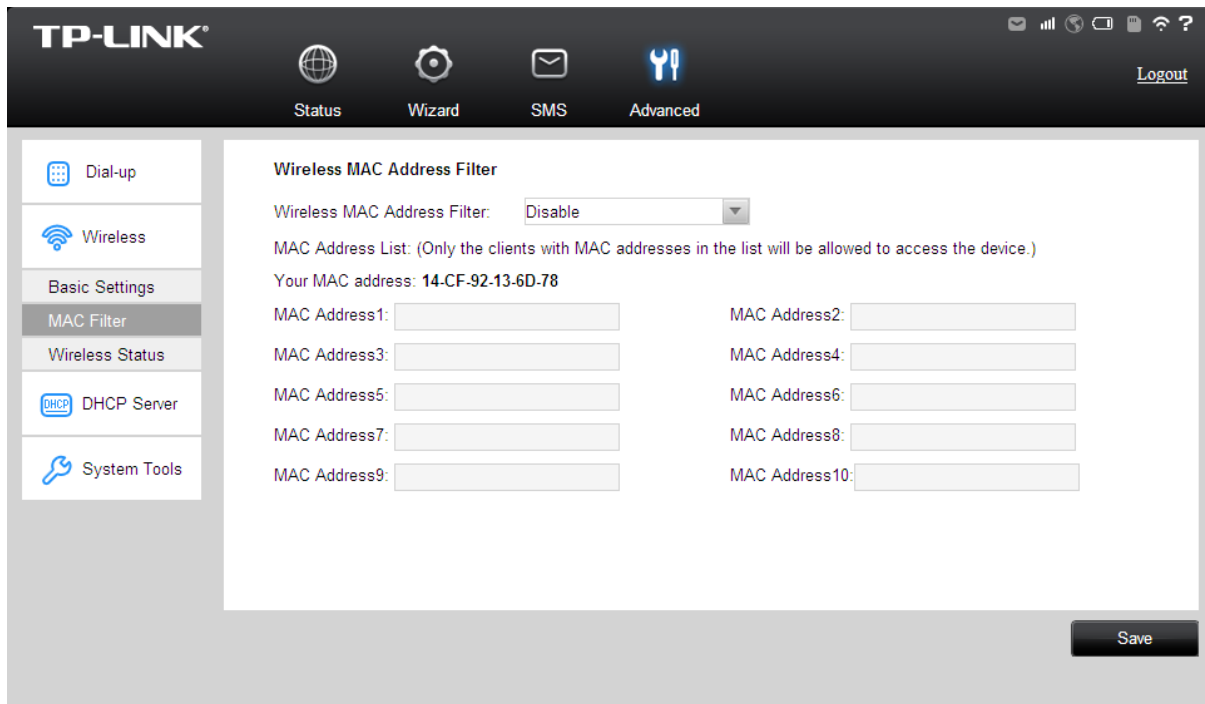 TP-LINK®
?
Logout
Status Wizard SMS Advanced
Dial-up
Wireless
Basic Settings
MAC Filter
Wireless Status
DHCP DHCP Server
System Tools
Wireless MAC Address Filter
Wireless MAC Address Filter: Disable
MAC Address List: (Only the clients with MAC addresses in the list will be allowed to access the device.)
Your MAC address: 14-CF-92-13-6D-78
MAC Address1: MAC Address2:
MAC Address3: MAC Address4:
MAC Address5: MAC Address6:
MAC Address7: MAC Address8:
MAC Address9: MAC Address10:
Save